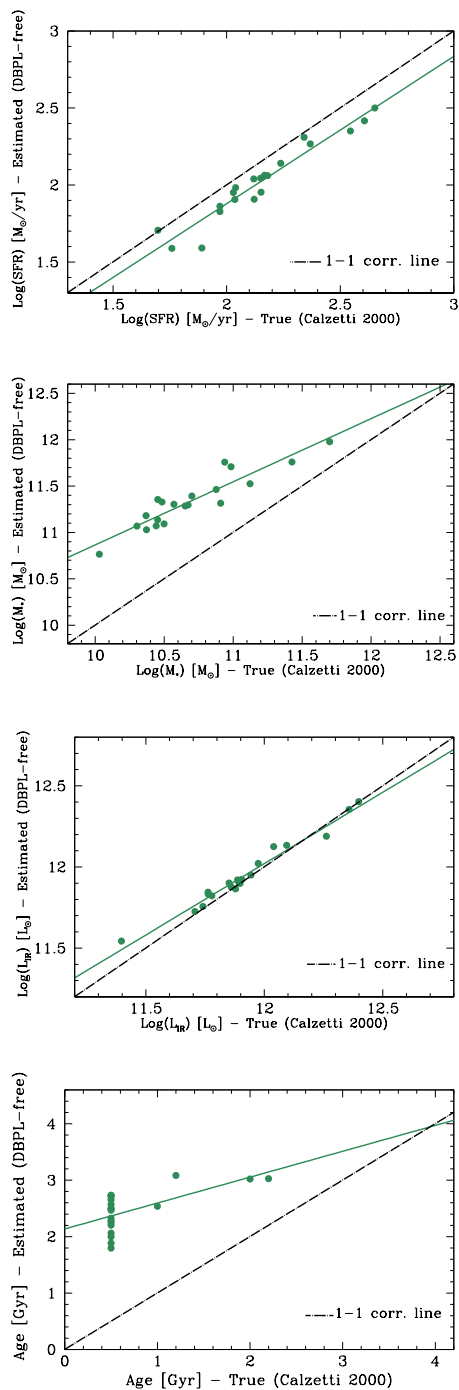 3
2.5
2
1.5
Log(SFR) [M⊙/yr] – Estimated (DBPL–free)
1–1 corr. line
1.5 2 2.5 3
Log(SFR) [M⊙/yr] – True (Calzetti 2000)
12.5
12
11.5
11
10.5
10
Log(M*) [M⊙] – Estimated (DBPL–free)
1–1 corr. line
10 10.5 11 11.5 12 12.5
Log(M*) [M⊙] – True (Calzetti 2000)
12.5
12
11.5
Log(LIR) [L⊙] – Estimated (DBPL–free)
1–1 corr. line
11.5 12 12.5
Log(LIR) [L⊙] – True (Calzetti 2000)
4
3
2
1
0
Age [Gyr] – Estimated (DBPL–free)
1–1 corr. line
0 1 2 3 4
Age [Gyr] – True (Calzetti 2000)